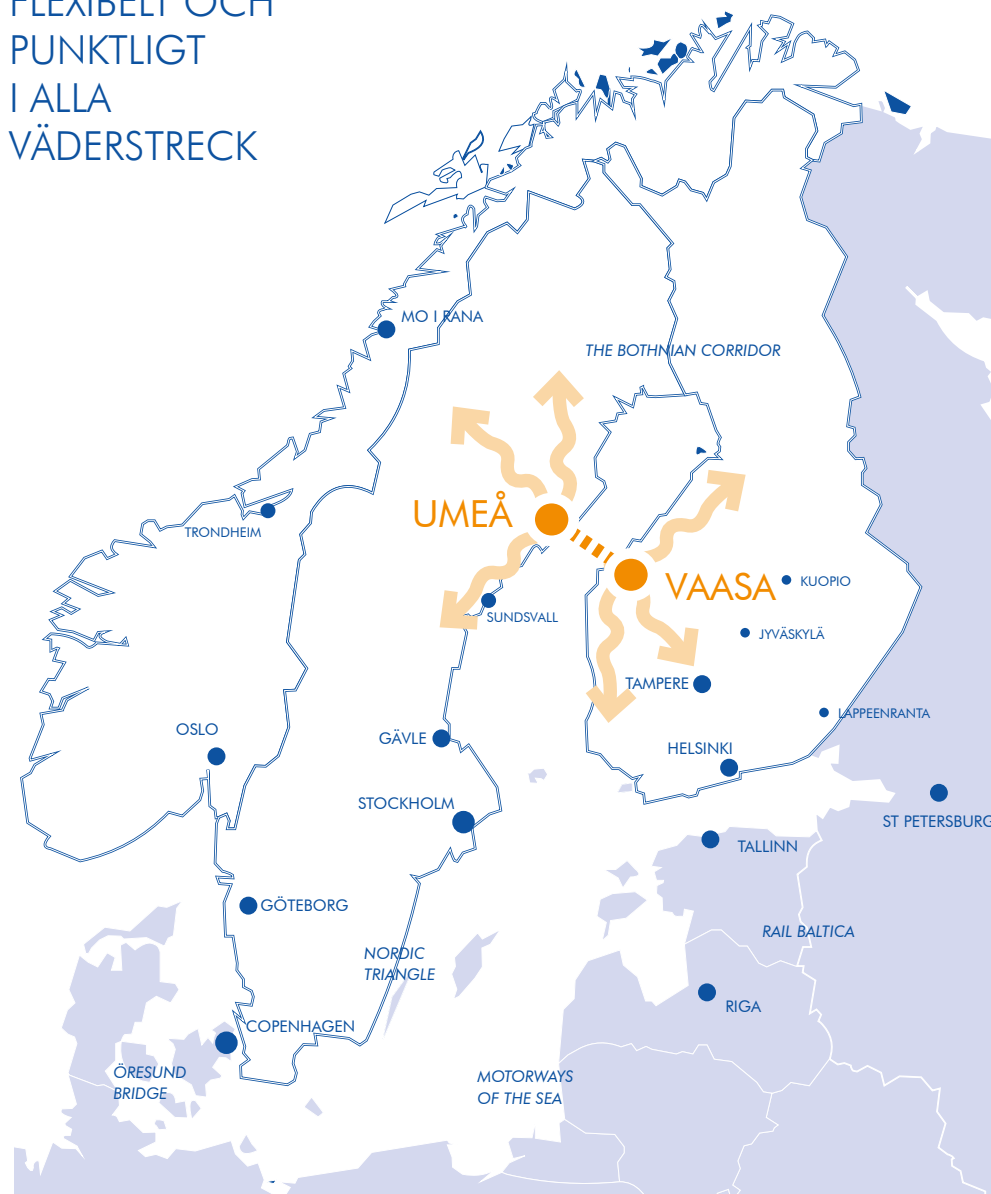 FLEXIBELT OCH
PUNKTLIGT
I ALLA
VÄDERSTRECK
MO I RANA
THE BOTHNIAN CORRIDOR
UMEÅ
TRONDHEIM
VAASA
KUOPIO
SUNDSVALL
JYVÄSKYLÄ
TAMPERE
LAPPEENRANTA
OSLO
GÄVLE
HELSINKI
STOCKHOLM
ST PETERSBURG
TALLINN
GÖTEBORG
RAIL BALTICA
NORDIC
TRIANGLE
RIGA
COPENHAGEN
ÖRESUND
BRIDGE
MOTORWAYS
OF THE SEA